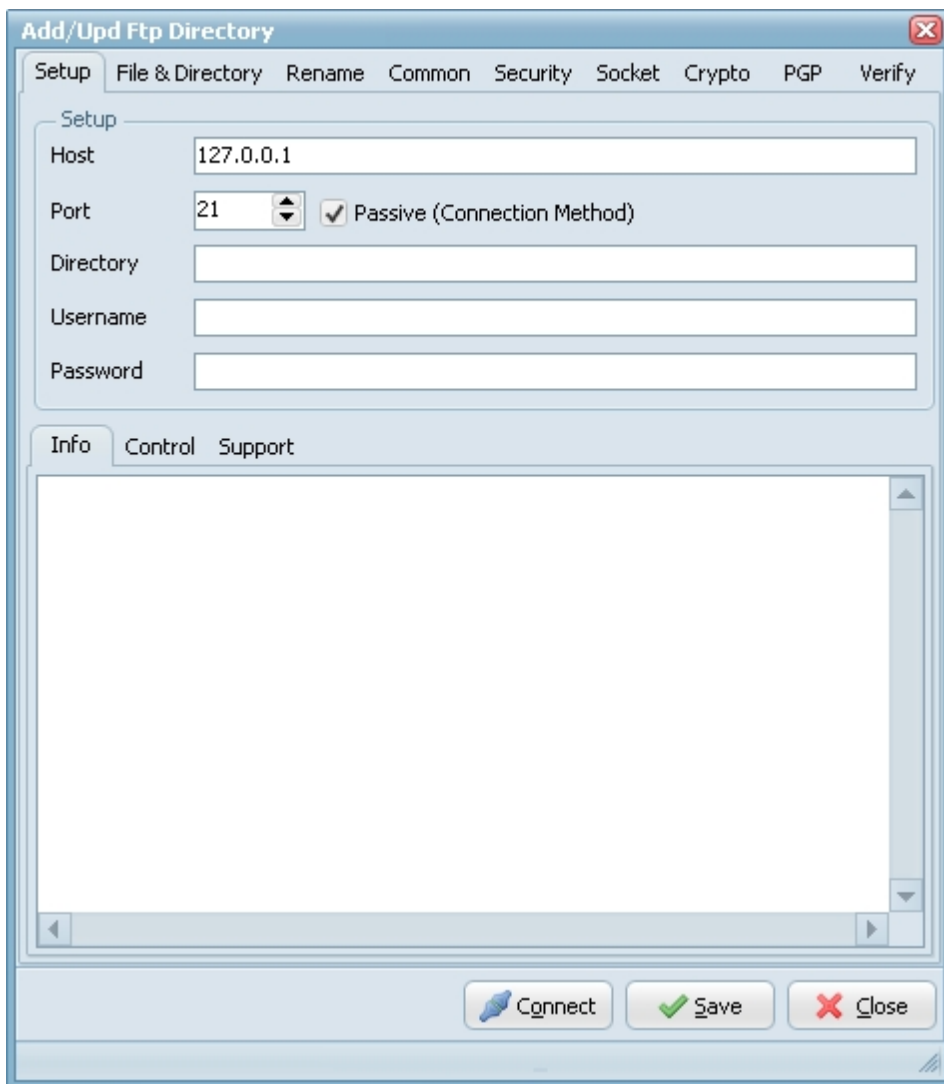 Add/Upd Ftp Directory
Setup File & Directory Rename Common Security Socket Crypto PGP Verify
Setup
Host 127.0.0.1
Port 21 Passive (Connection Method)
Directory
Username
Password
Info Control Support
Connect Save Close